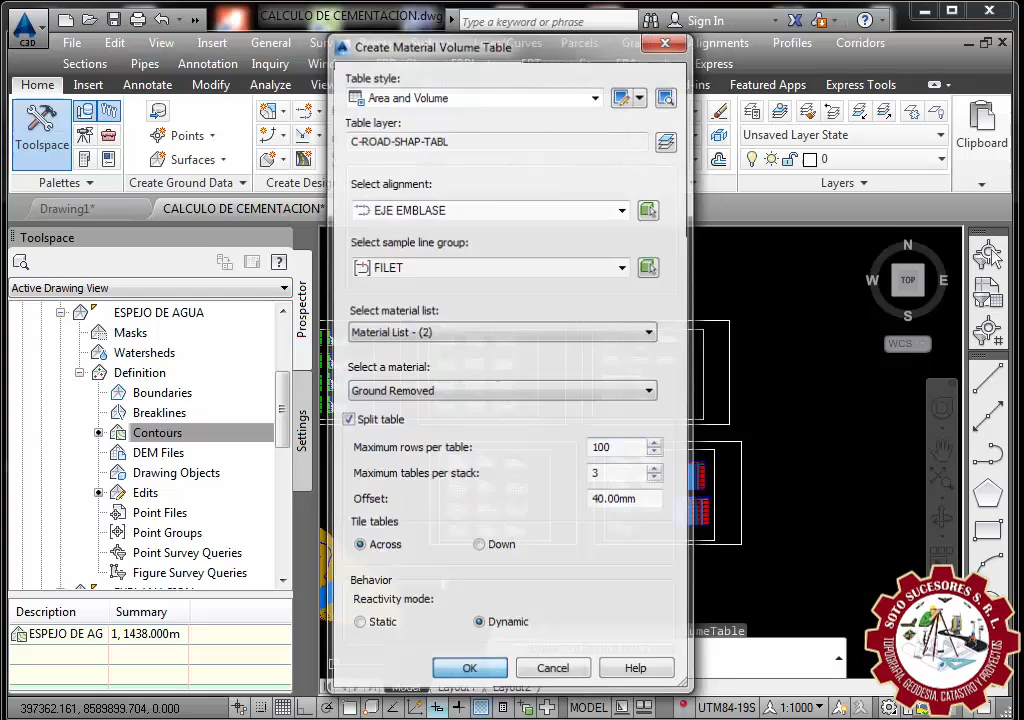 CALCULO DE CEMENTACION.dwg
Type a keyword or phrase
Sign In
C3D
File Edit View Insert General Curves Parcels Alignments Profiles Corridors
Sections Pipes Annotation Inquiry Express
Home Insert Annotate Modify Analyze Featured Apps Express Tools
Toolspace
Points
Surfaces
Unsaved Layer State
0
Clipboard
Palettes
Create Ground Data
Layers
Drawing1*
CALCULO DE CEMENTACION*
Toolspace
Active Drawing View
Prospector
Settings
ESPEJO DE AGUA
Masks
Watersheds
Definition
Boundaries
Breaklines
Contours
DEM Files
Drawing Objects
Edits
Point Files
Point Groups
Point Survey Queries
Figure Survey Queries
Description Summary
ESPEJO DE AG 1, 1438.000m
Create Material Volume Table
Table style:
Area and Volume
Table layer:
C-ROAD-SHAP-TABL
Select alignment:
EJE EMBLASE
Select sample line group:
FILET
Select material list:
Material List - (2)
Select a material:
Ground Removed
Split table
Maximum rows per table: 100
Maximum tables per stack: 3
Offset: 40.00mm
Tile tables
Across Down
Behavior
Reactivity mode:
Static Dynamic
OK Cancel Help
N
W TOP E
S
WCS
Model Layout1 Layout2
397362.161, 8589899.704, 0.000
MODEL
UTM84-19S
1:1000
SOTO SUCESORES S.R.L.
TOPOGRAFIA, GEODESIA, CATASTRO Y PROYECTOS